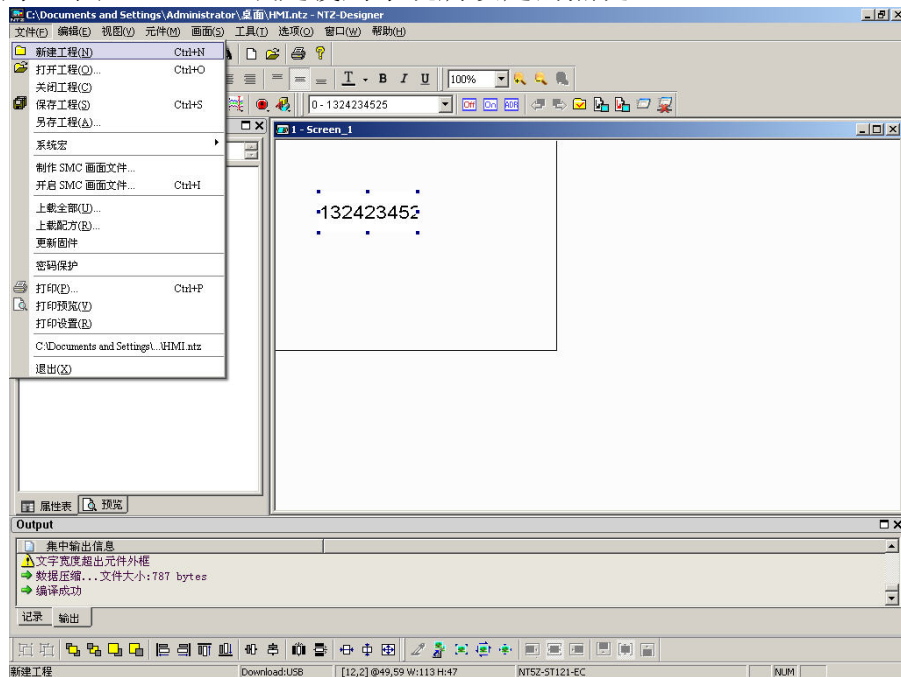 C:\Documents and Settings\Administrator\桌面\HMI.ntz - NTZ-Designer
文件(F) 编辑(E) 视图(V) 元件(M) 画面(S) 工具(T) 选项(O) 窗口(W) 帮助(H)
新建工程(N) Ctrl+N
打开工程(O)... Ctrl+O
关闭工程(C)
保存工程(S) Ctrl+S
另存工程(A)...
系统宏
制作 SMC 画面文件...
开启 SMC 画面文件... Ctrl+I
上载全部(U)...
上载配方(R)...
更新固件
密码保护
打印(P)... Ctrl+P
打印预览(V)
打印设置(R)
C:\Documents and Settings\...\HMI.ntz
退出(X)
T B I U 100%
0 - 1324234525 Off On ADR
1 - Screen_1
132423452
属性表 预览
Output
集中输出信息
文字宽度超出元件外框
数据压缩...文件大小:787 bytes
编译成功
记录 输出
新建工程 Download:USB [12,2] @49,59 W:113 H:47 NT5Z-ST121-EC NUM